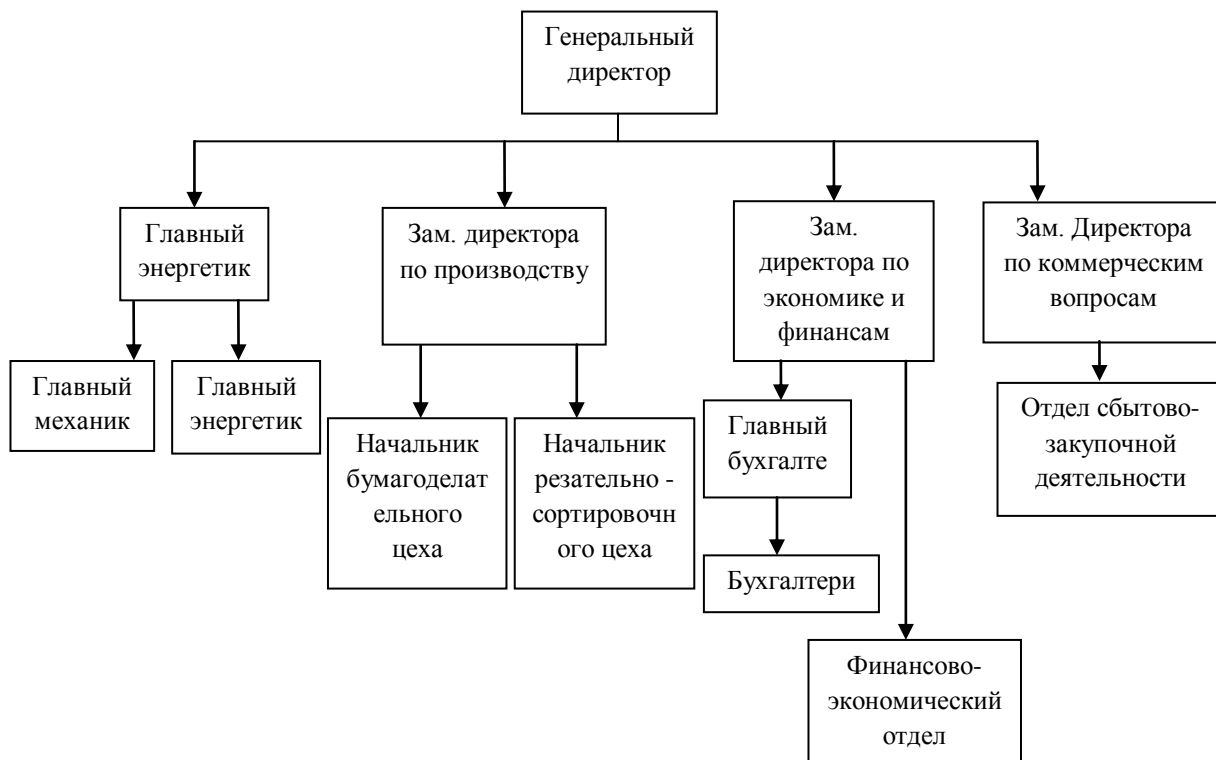 Генеральный
директор
Главный
энергетик
Зам. директора
по производству
Зам.
директора по
экономике и
финансам
Зам. Директора
по коммерческим
вопросам
Главный
механик
Главный
энергетик
Начальник
бумагоделат
ельного
цеха
Начальник
резательно -
сортировочн
ого цеха
Главный
бухгалте
Отдел сбытово-
закупочной
деятельности
Бухгалтери
Финансово-
экономический
отдел